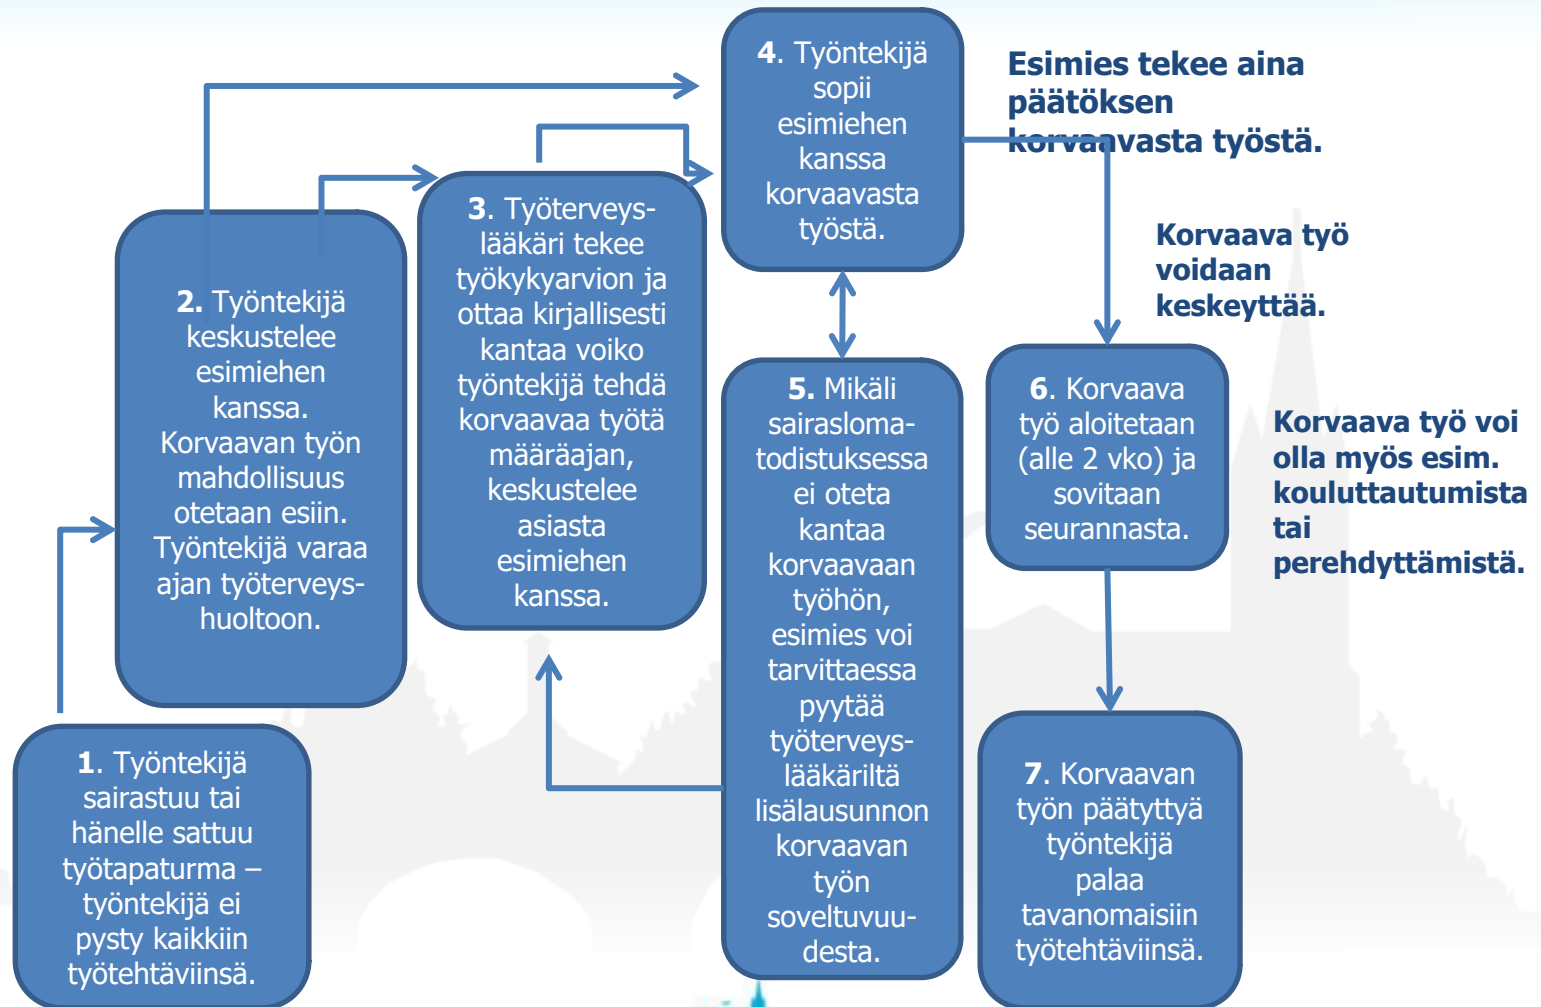 1. Työntekijä
sairastuu tai
hänelle sattuu
työtapaturma –
työntekijä ei
pysty kaikkiin
työtehtäviinsä.
2. Työntekijä
keskustelee
esimiehen
kanssa.
Korvaavan työn
mahdollisuus
otetaan esiin.
Työntekijä varaa
ajan työterveys-
huoltoon.
3. Työterveys-
lääkäri tekee
työkykyarvion ja
ottaa kirjallisesti
kantaa voiko
työntekijä tehdä
korvaavaa työtä
määräajan,
keskustelee
asiasta
esimiehen
kanssa.
4. Työntekijä
sopii
esimiehen
kanssa
korvaavasta
työstä.
5. Mikäli
sairasloma-
todistuksessa
ei oteta
kantaa
korvaavaan
työhön,
esimies voi
tarvittaessa
pyytää
työterveys-
lääkäriltä
lisälausunnon
korvaavan
työn
soveltuvuu-
desta.
Esimies tekee aina
päätöksen
korvaavasta työstä.
Korvaava työ
voidaan
keskeyttää.
6. Korvaava
työ aloitetaan
(alle 2 vko) ja
sovitaan
seurannasta.
Korvaava työ voi
olla myös esim.
kouluttautumista
tai
perehdyttämistä.
7. Korvaavan
työn päätyttyä
työntekijä
palaa
tavanomaisiin
työtehtäviinsä.